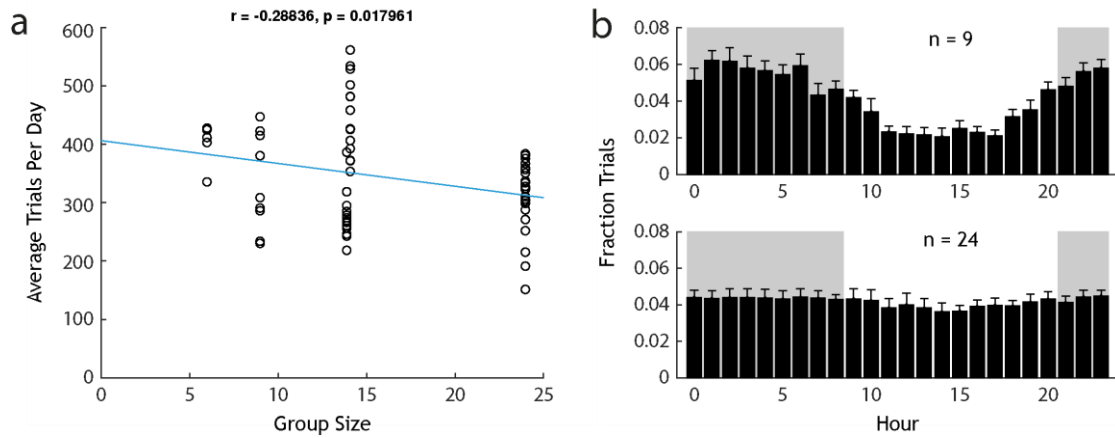 a
r = -0.28836, p = 0.017961
Average Trials Per Day
600
500
400
300
200
100
0
0 5 10 15 20 25
Group Size
b
Fraction Trials
n = 9
0.08
0.06
0.04
0.02
0
0 5 10 15 20
n = 24
0.08
0.06
0.04
0.02
0
0 5 10 15 20
Hour